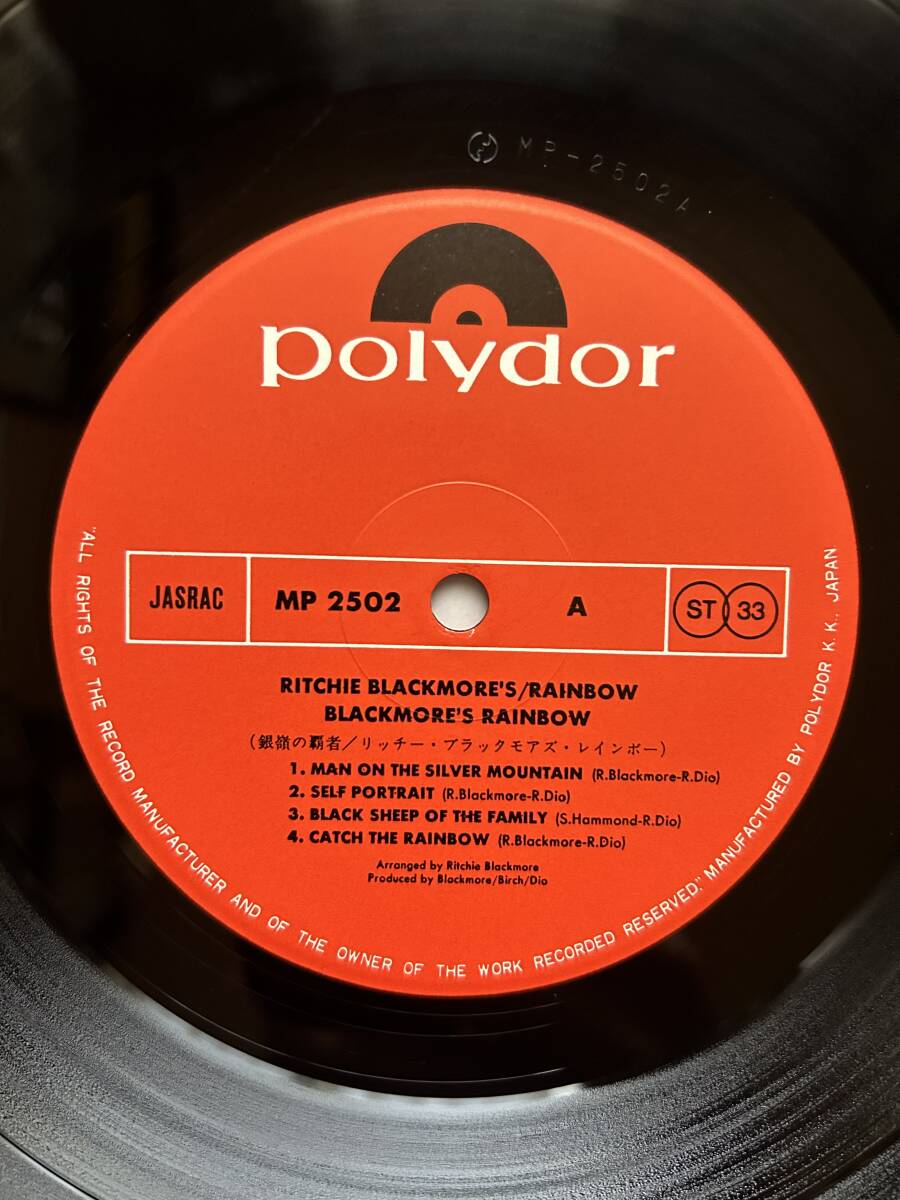 MP-2502A
polydor
JASRAC
MP 2502
A
ST 33
RITCHIE BLACKMORE'S/RAINBOW
BLACKMORE'S RAINBOW
(銀嶺の覇者/リッチー・ブラックモアズ・レインボー)
1. MAN ON THE SILVER MOUNTAIN (R.Blackmore-R.Dio)
2. SELF PORTRAIT (R.Blackmore-R.Dio)
3. BLACK SHEEP OF THE FAMILY (S.Hammond-R.Dio)
4. CATCH THE RAINBOW (R.Blackmore-R.Dio)
Arranged by Ritchie Blackmore
Produced by Blackmore/Birch/Dio
"ALL RIGHTS OF THE RECORD MANUFACTURER AND OF THE OWNER OF THE WORK RECORDED RESERVED." MANUFACTURED BY POLYDOR K.K., JAPAN